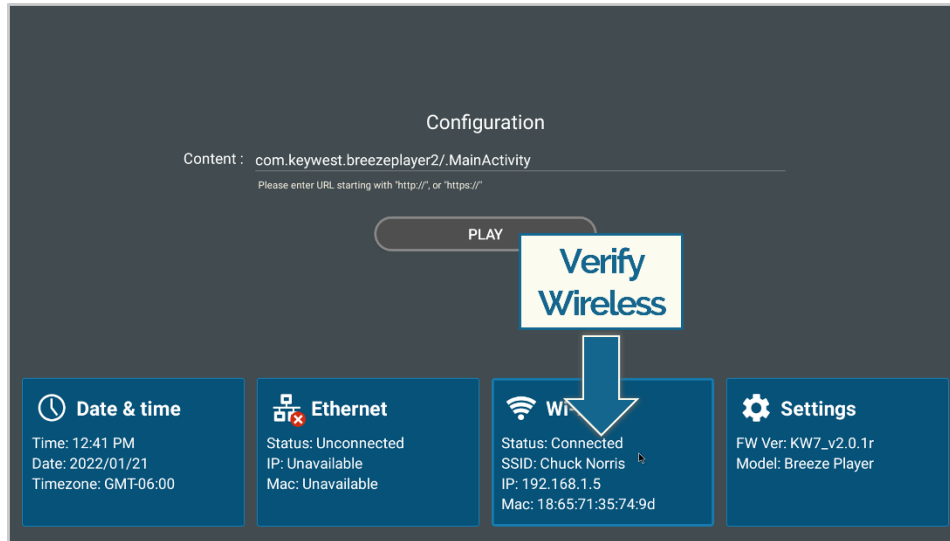 Configuration
Content : com.keywest.breezeplayer2/.MainActivity
Please enter URL starting with "http://", or "https://"
PLAY
Verify
Wireless
Date & time
Time: 12:41 PM
Date: 2022/01/21
Timezone: GMT-06:00
Ethernet
Status: Unconnected
IP: Unavailable
Mac: Unavailable
Wi-
Status: Connected
SSID: Chuck Norris
IP: 192.168.1.5
Mac: 18:65:71:35:74:9d
Settings
FW Ver: KW7_v2.0.1r
Model: Breeze Player